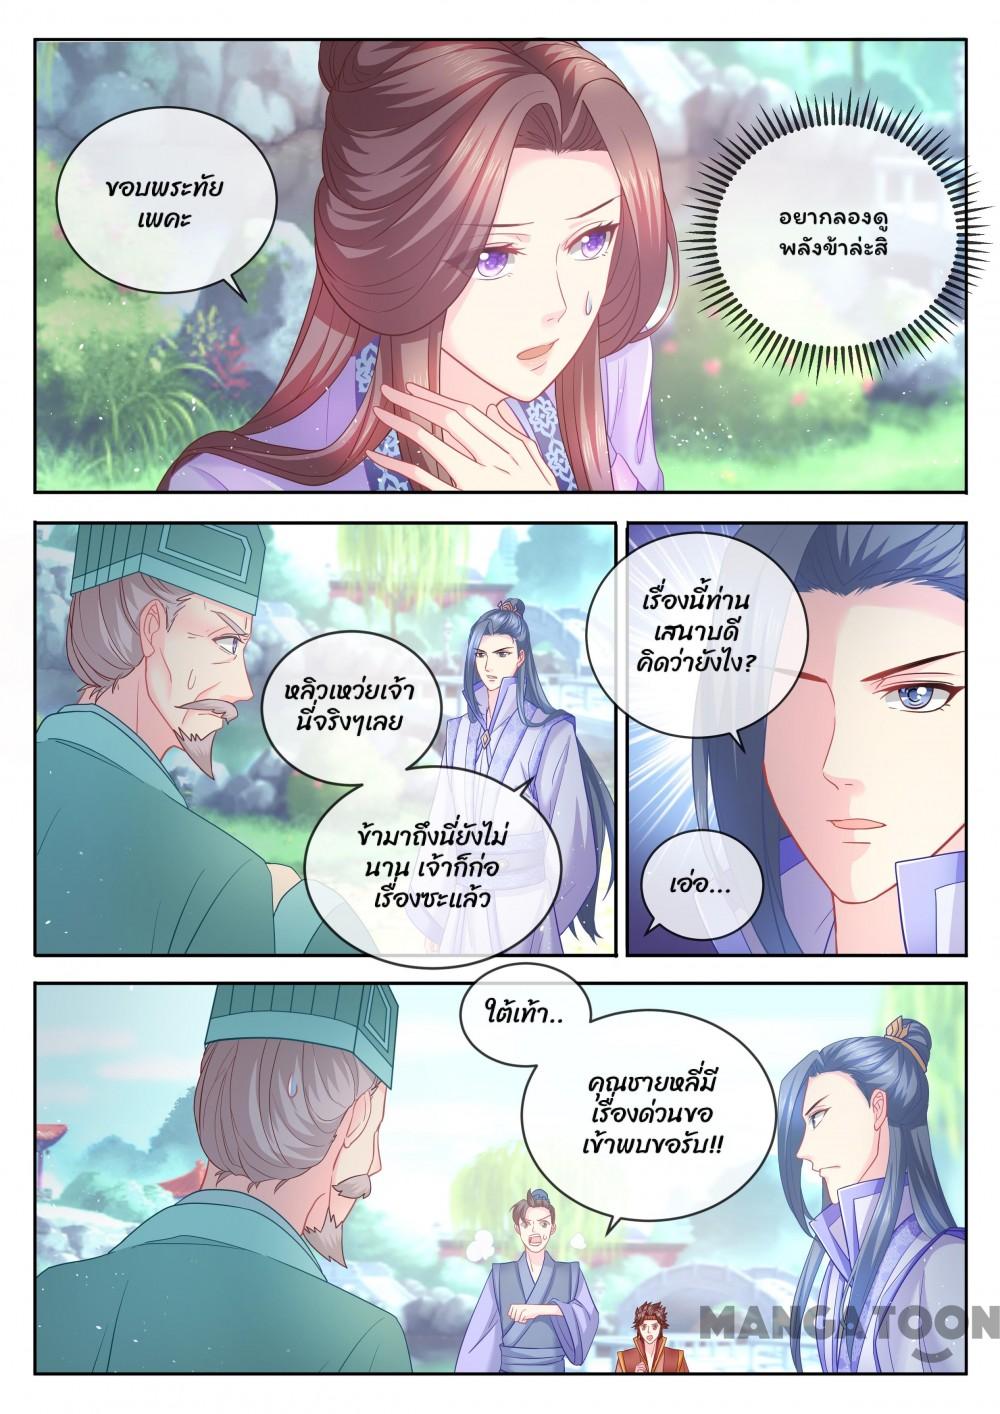 ขอบพระทัย
เพคะ
อยากลองดู
พลังข้าล่ะสิ
หลิวเหว่ยเจ้า
นี่จริงๆเลย
ข้ามาถึงนี่ยังไม่
นาน เจ้าก็ก่อ
เรื่องซะแล้ว
เรื่องนี้ท่าน
เสนาบดี
คิดว่ายังไง?
เอ่อ...
ใต้เท้า..
คุณชายหลี่มี
เรื่องด่วนขอ
เข้าพบขอรับ!!
MANGATOON